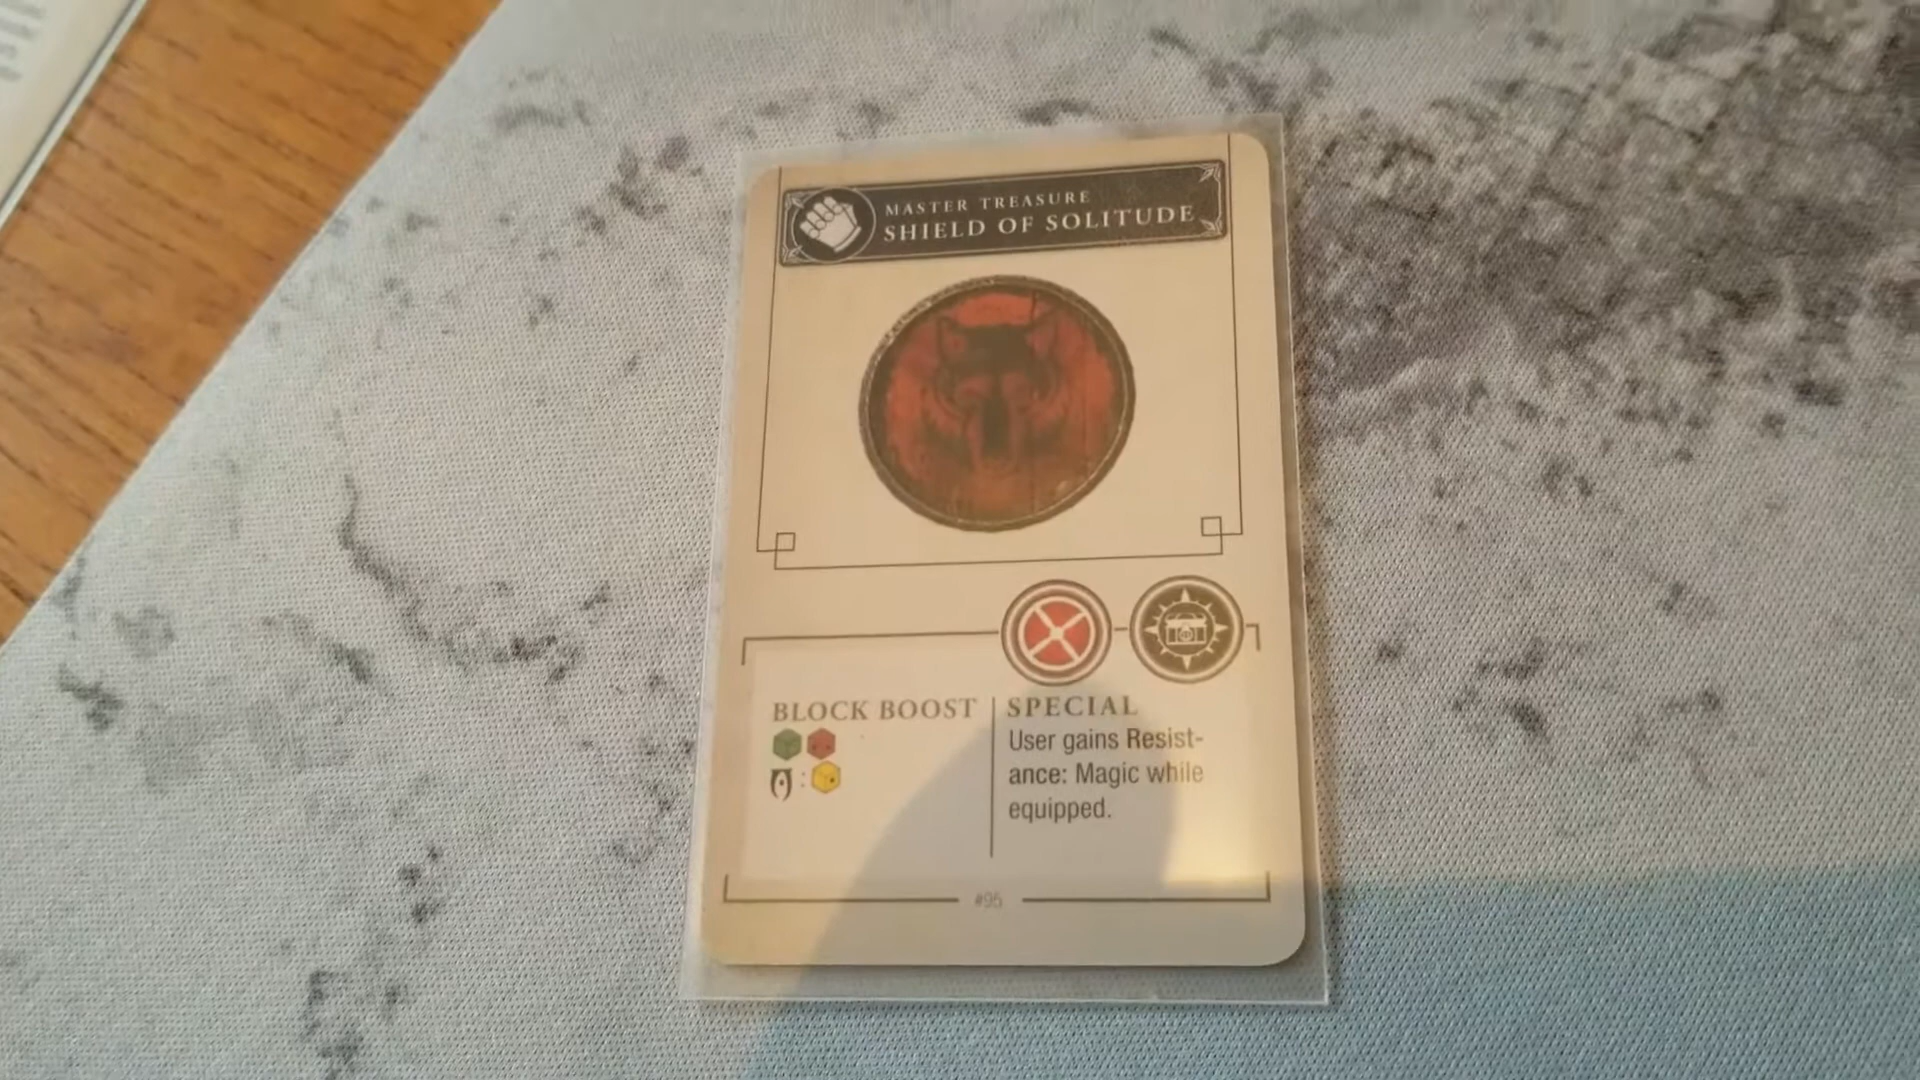 MASTER TREASURE
SHIELD OF SOLITUDE
BLOCK BOOST
:
SPECIAL
User gains Resist-
ance: Magic while
equipped.
#95